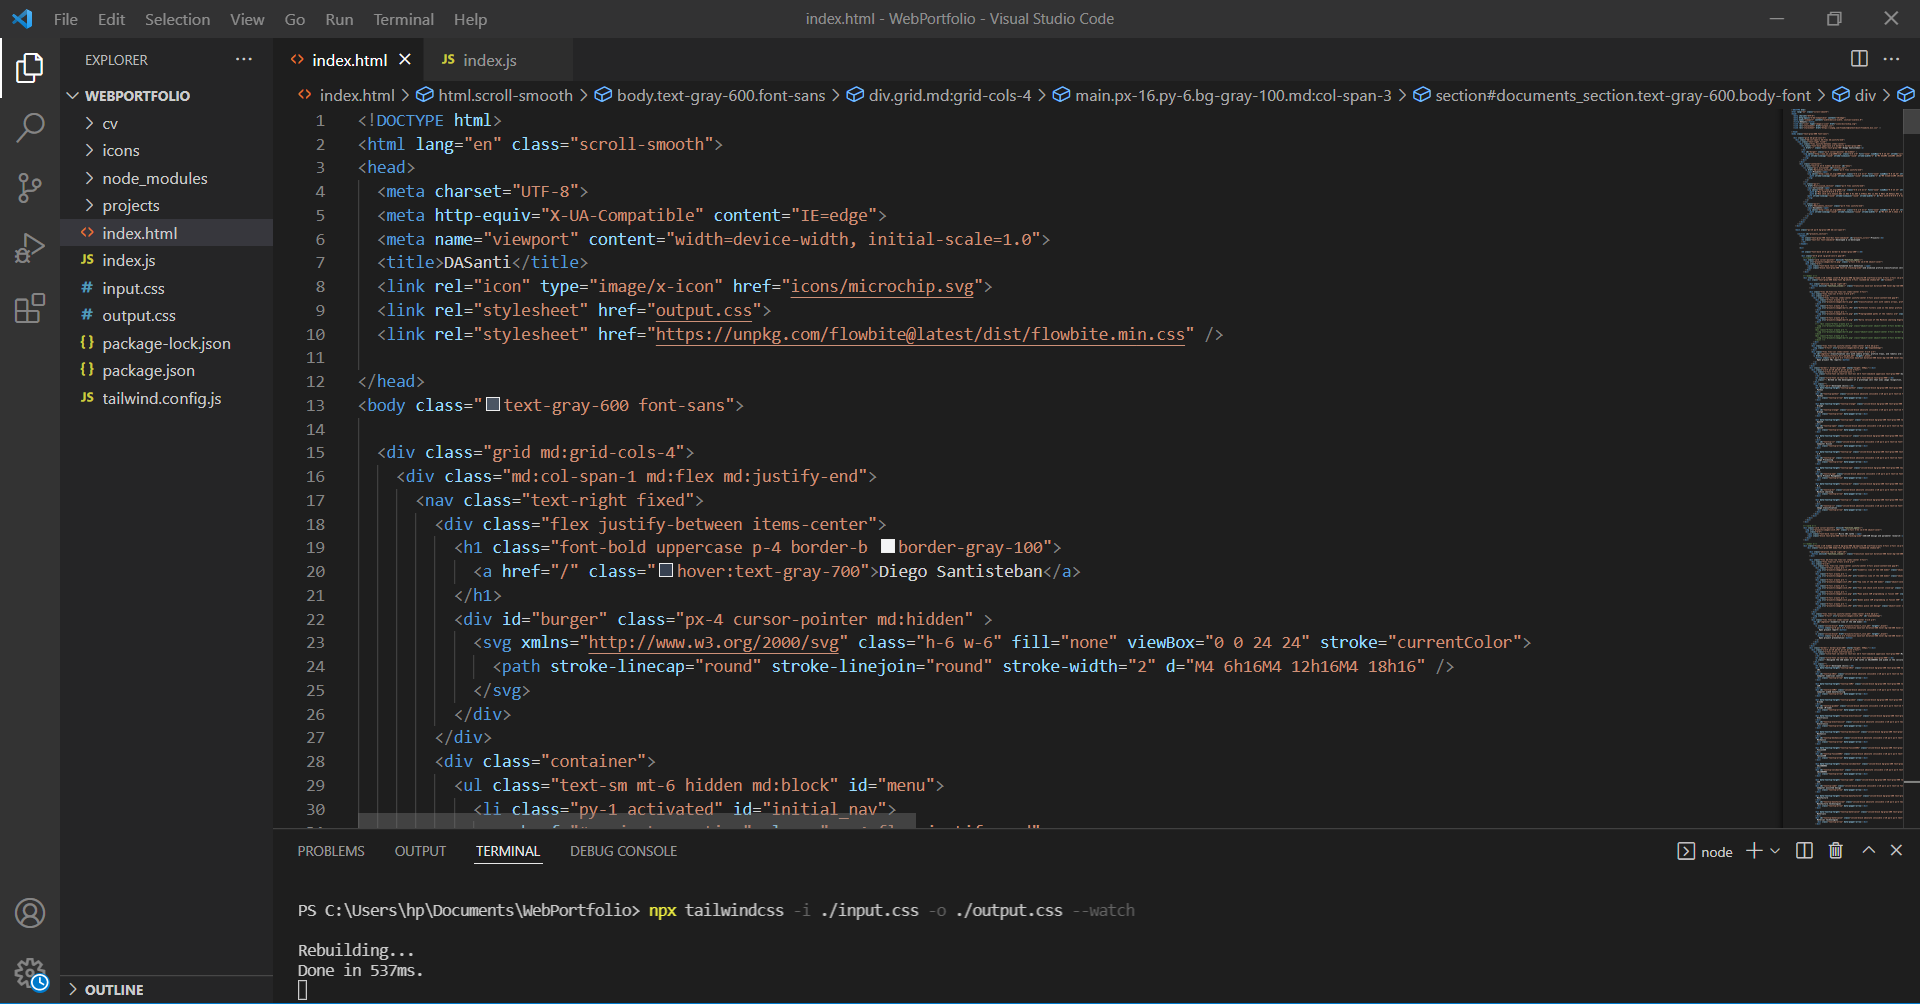 File Edit Selection View Go Run Terminal Help
index.html - WebPortfolio - Visual Studio Code
EXPLORER
WEBPORTFOLIO
cv
icons
node_modules
projects
index.html
JS index.js
# input.css
# output.css
{} package-lock.json
{} package.json
JS tailwind.config.js
OUTLINE
index.html
JS index.js
index.html > html.scroll-smooth > body.text-gray-600.font-sans > div.grid.md:grid-cols-4 > main.px-16.py-6.bg-gray-100.md:col-span-3 > section#documents_section.text-gray-600.body-font > div >
1 <!DOCTYPE html>
2 <html lang="en" class="scroll-smooth">
3 <head>
4 <meta charset="UTF-8">
5 <meta http-equiv="X-UA-Compatible" content="IE=edge">
6 <meta name="viewport" content="width=device-width, initial-scale=1.0">
7 <title>DASanti</title>
8 <link rel="icon" type="image/x-icon" href="icons/microchip.svg">
9 <link rel="stylesheet" href="output.css">
10 <link rel="stylesheet" href="https://unpkg.com/flowbite@latest/dist/flowbite.min.css" />
11
12 </head>
13 <body class="text-gray-600 font-sans">
14
15 <div class="grid md:grid-cols-4">
16 <div class="md:col-span-1 md:flex md:justify-end">
17 <nav class="text-right fixed">
18 <div class="flex justify-between items-center">
19 <h1 class="font-bold uppercase p-4 border-b border-gray-100">
20 <a href="/" class="hover:text-gray-700">Diego Santisteban</a>
21 </h1>
22 <div id="burger" class="px-4 cursor-pointer md:hidden" >
23 <svg xmlns="http://www.w3.org/2000/svg" class="h-6 w-6" fill="none" viewBox="0 0 24 24" stroke="currentColor">
24 <path stroke-linecap="round" stroke-linejoin="round" stroke-width="2" d="M4 6h16M4 12h16M4 18h16" />
25 </svg>
26 </div>
27 </div>
28 <div class="container">
29 <ul class="text-sm mt-6 hidden md:block" id="menu">
30 <li class="py-1 activated" id="initial_nav">
PROBLEMS OUTPUT TERMINAL DEBUG CONSOLE
node
PS C:\Users\hp\Documents\WebPortfolio> npx tailwindcss -i ./input.css -o ./output.css --watch
Rebuilding...
Done in 537ms.